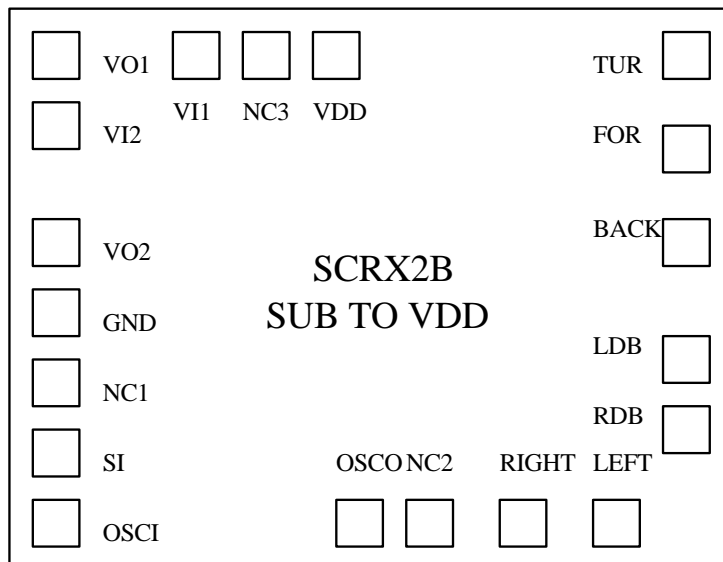 VO1
TUR
VI1 NC3 VDD
VI2
FOR
BACK
VO2
SCRX2B
SUB TO VDD
GND
LDB
NC1
RDB
SI
OSCO NC2 RIGHT LEFT
OSCI